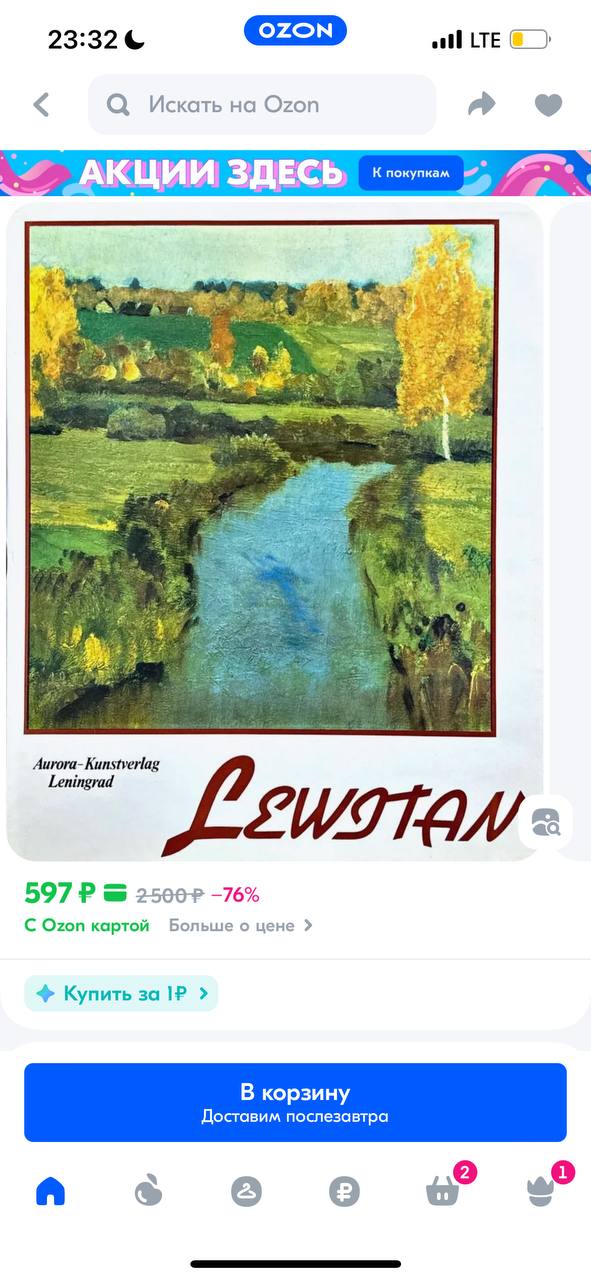 23:32
OZON
LTE
Искать на Ozon
АКЦИИ ЗДЕСЬ
К покупкам
Aurora-Kunstverlag
Leningrad
LEWITAN
597 ₽ 2 500 ₽ –76%
С Ozon картой Больше о цене
Купить за 1₽
В корзину
Доставим послезавтра
2
1